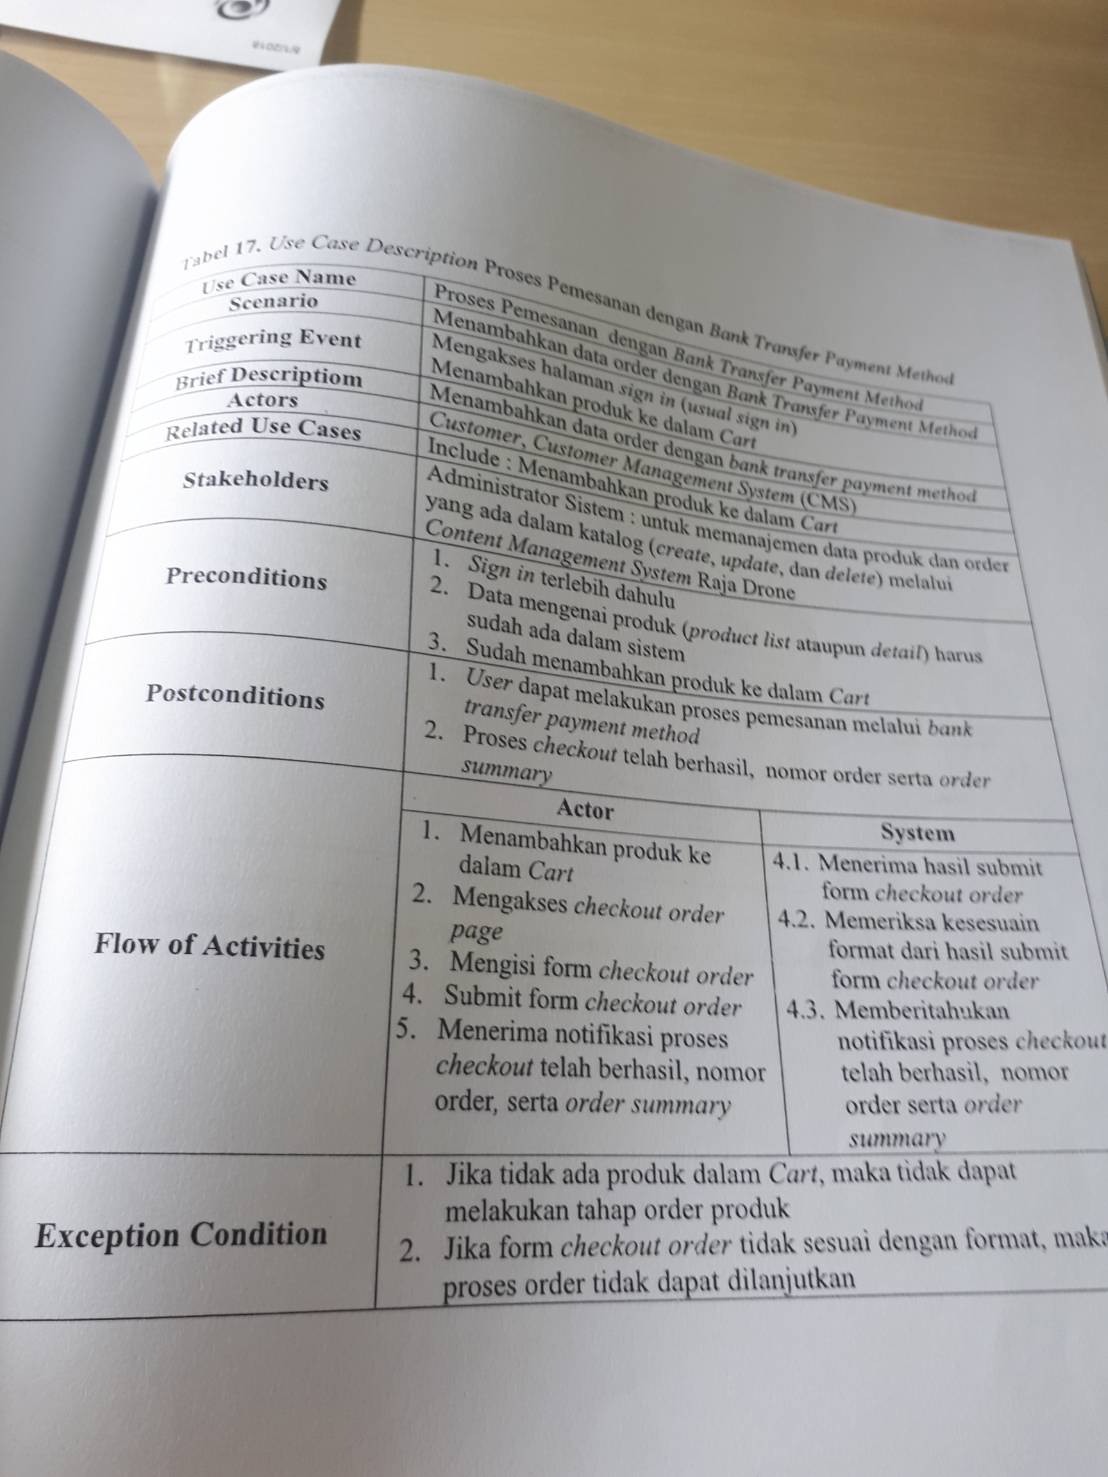 Tabel 17. Use Case Description Proses Pemesanan dengan Bank Transfer Payment Method
Use Case Name
Proses Pemesanan dengan Bank Transfer Payment Method
Scenario
Menambahkan data order dengan Bank Transfer Payment Method
Triggering Event
Mengakses halaman sign in (usual sign in)
Menambahkan produk ke dalam Cart
Brief Descriptiom
Menambahkan data order dengan bank transfer payment method
Actors
Customer, Customer Management System (CMS)
Related Use Cases
Include : Menambahkan produk ke dalam Cart
Stakeholders
Administrator Sistem : untuk memanajemen data produk dan order
yang ada dalam katalog (create, update, dan delete) melalui
Content Management System Raja Drone
Preconditions
1. Sign in terlebih dahulu
2. Data mengenai produk (product list ataupun detail) harus
sudah ada dalam sistem
3. Sudah menambahkan produk ke dalam Cart
Postconditions
1. User dapat melakukan proses pemesanan melalui bank
transfer payment method
2. Proses checkout telah berhasil, nomor order serta order
summary
Flow of Activities
Actor
1. Menambahkan produk ke
dalam Cart
2. Mengakses checkout order
page
3. Mengisi form checkout order
4. Submit form checkout order
5. Menerima notifikasi proses
checkout telah berhasil, nomor
order, serta order summary
System
4.1. Menerima hasil submit
form checkout order
4.2. Memeriksa kesesuain
format dari hasil submit
form checkout order
4.3. Memberitahukan
notifikasi proses checkout
telah berhasil, nomor
order serta order
summary
Exception Condition
1. Jika tidak ada produk dalam Cart, maka tidak dapat
melakukan tahap order produk
2. Jika form checkout order tidak sesuai dengan format, maka
proses order tidak dapat dilanjutkan